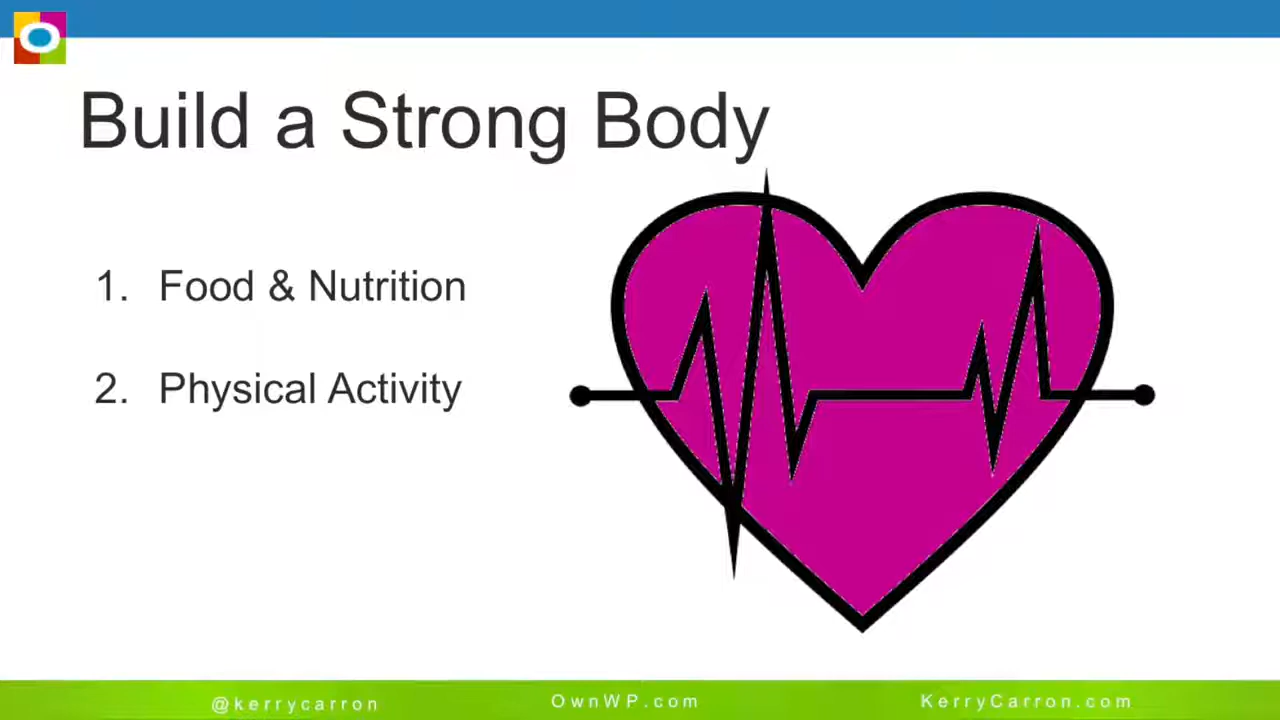 Build a Strong Body
1. Food & Nutrition
2. Physical Activity
@kerrycarron
OwnWP.com
KerryCarron.com